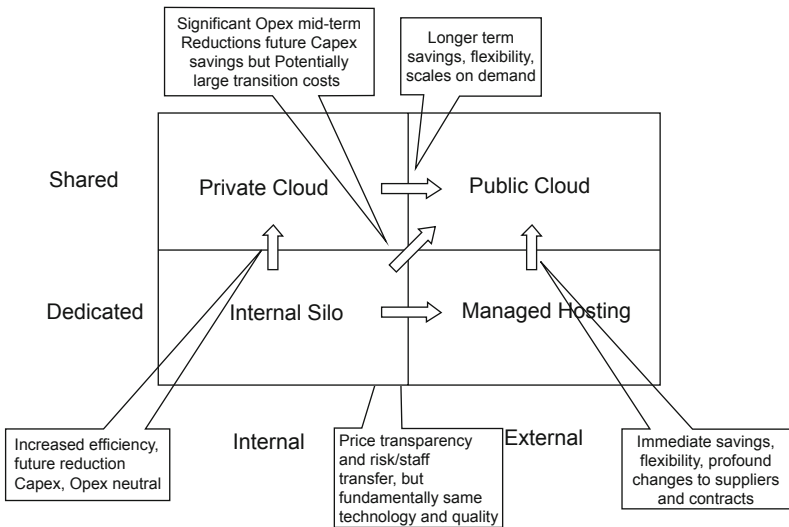 Significant Opex mid-term
Reductions future Capex
savings but Potentially
large transition costs
Longer term
savings, flexibility,
scales on demand
Shared
Private Cloud
Public Cloud
Dedicated
Internal Silo
Managed Hosting
Internal
External
Increased efficiency,
future reduction
Capex, Opex neutral
Price transparency
and risk/staff
transfer, but
fundamentally same
technology and quality
Immediate savings,
flexibility, profound
changes to suppliers
and contracts